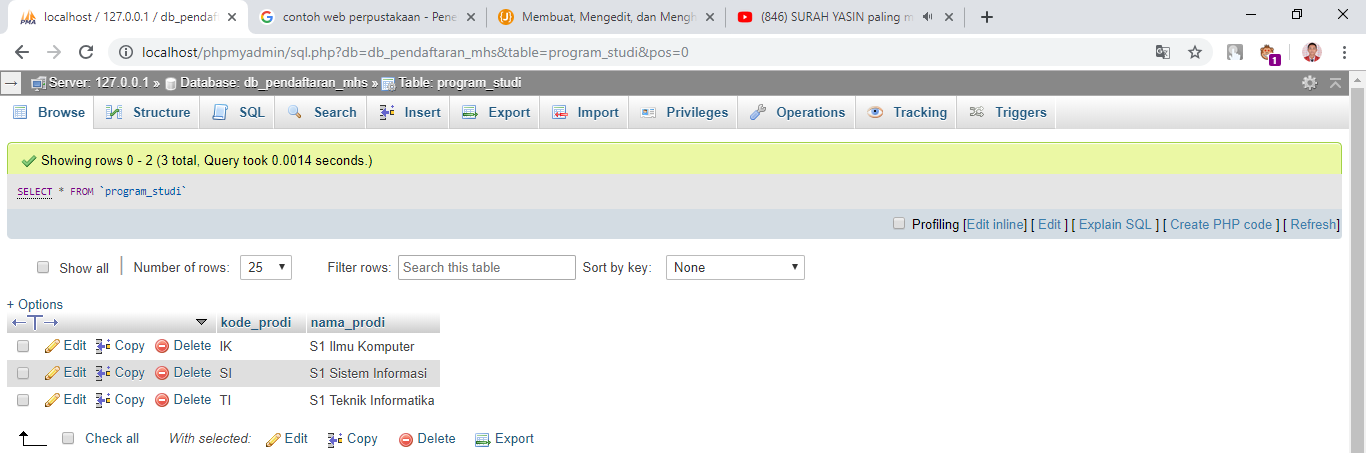 PMA localhost / 127.0.0.1 / db_pendaf
contoh web perpustakaan - Pene
Membuat, Mengedit, dan Mengh
(846) SURAH YASIN paling m
localhost/phpmyadmin/sql.php?db=db_pendaftaran_mhs&table=program_studi&pos=0
1
Server: 127.0.0.1 » Database: db_pendaftaran_mhs » Table: program_studi
Browse Structure SQL Search Insert Export Import Privileges Operations Tracking Triggers
Showing rows 0 - 2 (3 total, Query took 0.0014 seconds.)
SELECT * FROM `program_studi`
Profiling [Edit inline] [ Edit ] [ Explain SQL ] [ Create PHP code ] [ Refresh]
Show all | Number of rows: 25 Filter rows: Search this table Sort by key: None
+ Options
←T→ kode_prodi nama_prodi
Edit Copy Delete IK S1 Ilmu Komputer
Edit Copy Delete SI S1 Sistem Informasi
Edit Copy Delete TI S1 Teknik Informatika
Check all With selected: Edit Copy Delete Export